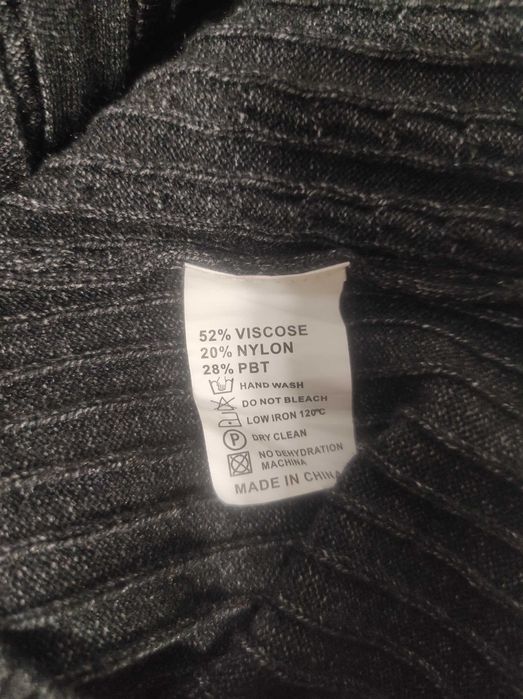 52% VISCOSE
20% NYLON
28% PBT
HAND WASH
DO NOT BLEACH
LOW IRON 120℃
P DRY CLEAN
NO DEHYDRATION
MACHINA
MADE IN CHINA